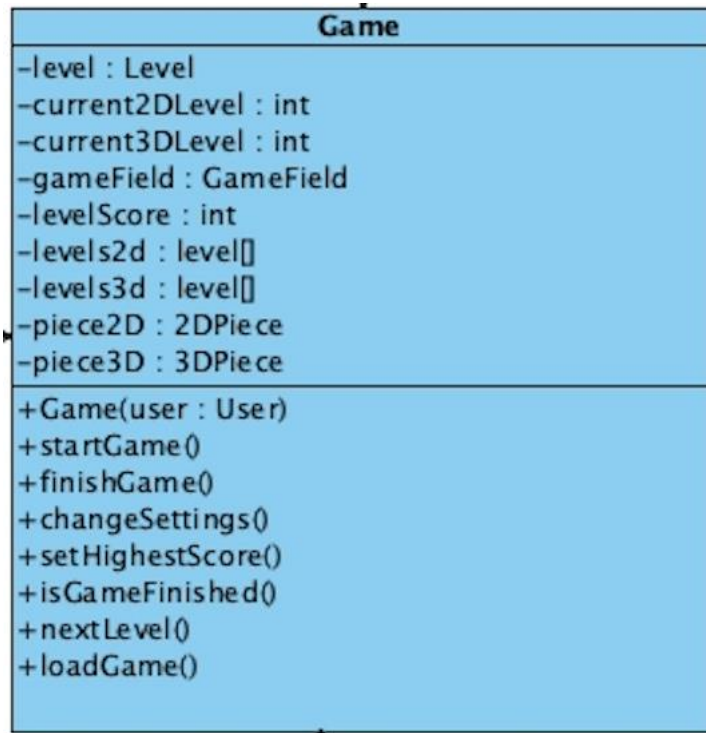 Game
-level : Level
-current2DLevel : int
-current3DLevel : int
-gameField : GameField
-levelScore : int
-levels2d : level[]
-levels3d : level[]
-piece2D : 2DPiece
-piece3D : 3DPiece
+Game(user : User)
+startGame()
+finishGame()
+changeSettings()
+setHighestScore()
+isGameFinished()
+nextLevel()
+loadGame()